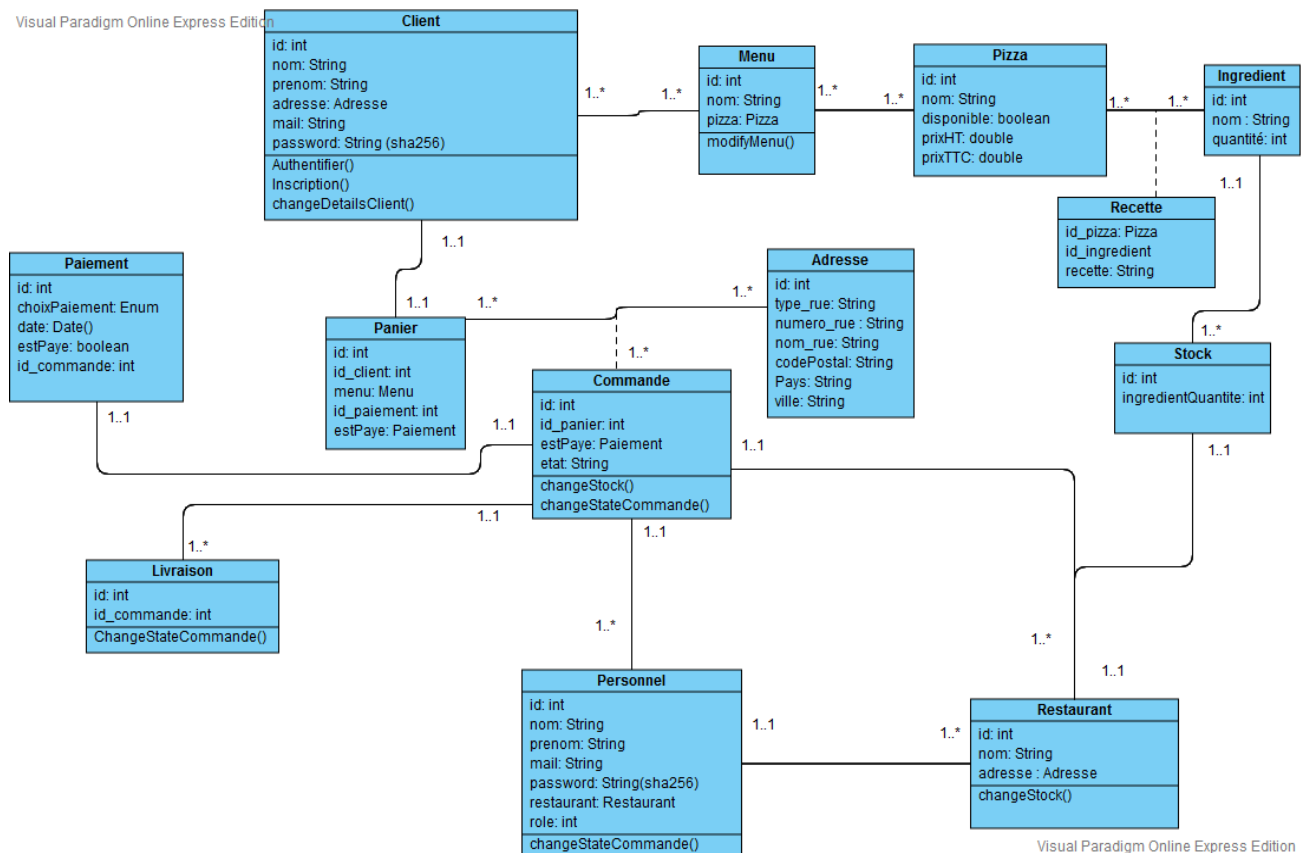 Visual Paradigm Online Express Edition
Client
id: int
nom: String
prenom: String
adresse: Adresse
mail: String
password: String (sha256)
Authentifier()
Inscription()
changeDetailsClient()
1..*
1..*
Menu
id: int
nom: String
pizza: Pizza
modifyMenu()
1..*
1..*
Pizza
id: int
nom: String
disponible: boolean
prixHT: double
prixTTC: double
1..*
1..*
Ingredient
id: int
nom : String
quantité: int
1..1
Recette
id_pizza: Pizza
id_ingredient
recette: String
1..1
1..1
Paiement
id: int
choixPaiement: Enum
date: Date()
estPaye: boolean
id_commande: int
1..1
Panier
id: int
id_client: int
menu: Menu
id_paiement: int
estPaye: Paiement
1..*
1..*
1..*
Adresse
id: int
type_rue: String
numero_rue : String
nom_rue: String
codePostal: String
Pays: String
ville: String
1..*
Stock
id: int
ingredientQuantite: int
1..1
1..1
Commande
id: int
id_panier: int
estPaye: Paiement
etat: String
changeStock()
changeStateCommande()
1..1
1..1
1..1
1..*
Livraison
id: int
id_commande: int
ChangeStateCommande()
1..*
1..*
1..1
Personnel
id: int
nom: String
prenom: String
mail: String
password: String(sha256)
restaurant: Restaurant
role: int
changeStateCommande()
1..1
1..*
Restaurant
id: int
nom: String
adresse : Adresse
changeStock()
Visual Paradigm Online Express Edition